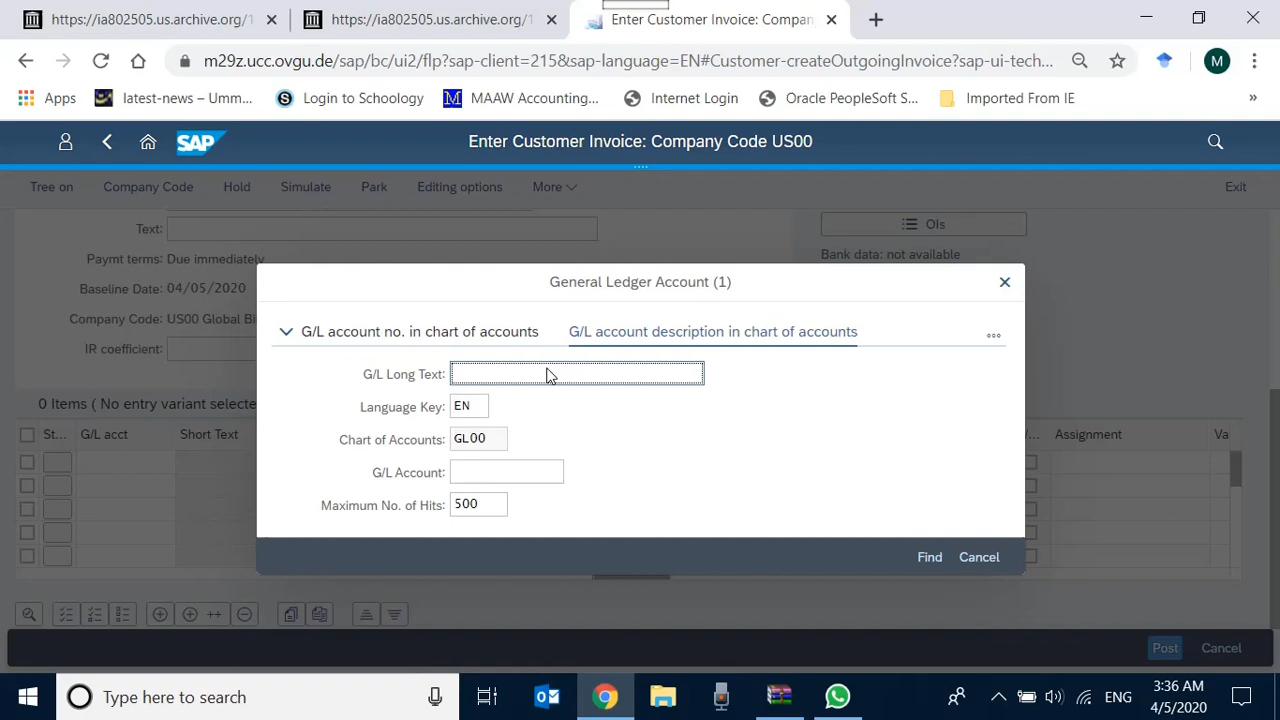 https://ia802505.us.archive.org/1
https://ia802505.us.archive.org/1
Enter Customer Invoice: Compan
m29z.ucc.ovgu.de/sap/bc/ui2/flp?sap-client=215&sap-language=EN#Customer-createOutgoingInvoice?sap-ui-tech...
M
Apps
latest-news – Umm...
S
Login to Schoology
M
MAAW Accounting...
Internet Login
Oracle PeopleSoft S...
Imported From IE
»
SAP
Enter Customer Invoice: Company Code US00
Tree on
Company Code
Hold
Simulate
Park
Editing options
More
Exit
Text:
OIs
Paymt terms: Due immediately
Bank data: not available
Baseline Date: 04/05/2020
Company Code: US00 Global Bi
IR coefficient:
General Ledger Account (1)
G/L account no. in chart of accounts
G/L account description in chart of accounts
G/L Long Text:
Language Key: EN
Chart of Accounts: GL00
G/L Account:
Maximum No. of Hits: 500
Find
Cancel
0 Items ( No entry variant selecte
St...
G/L acct
Short Text
/...
Assignment
Va
Post
Cancel
Type here to search
ENG
3:36 AM
4/5/2020